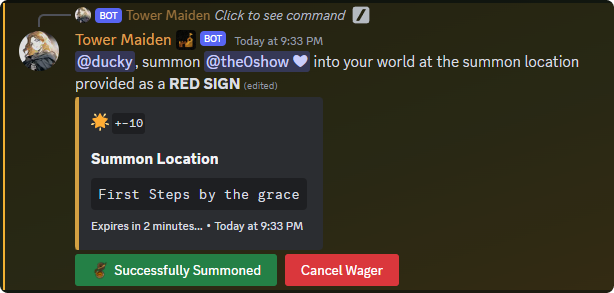 BOT Tower Maiden Click to see command
Tower Maiden BOT Today at 9:33 PM
@ducky, summon @the0show into your world at the summon location
provided as a RED SIGN (edited)
+-10
Summon Location
First Steps by the grace
Expires in 2 minutes... • Today at 9:33 PM
Successfully Summoned Cancel Wager